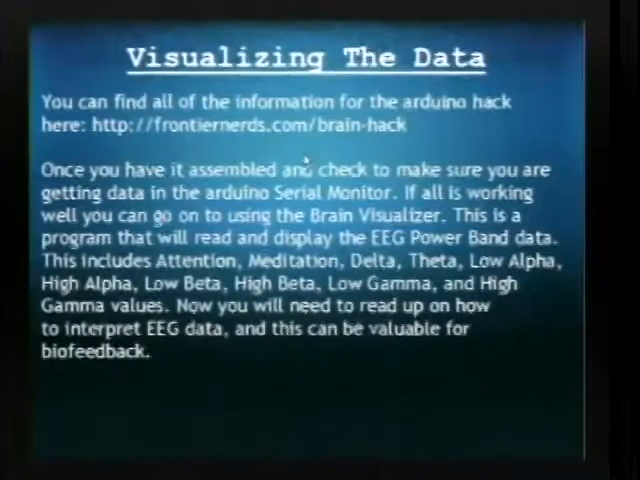 Visualizing The Data
You can find all of the information for the arduino hack
here: http://frontiernerds.com/brain-hack
Once you have it assembled and check to make sure you are
getting data in the arduino Serial Monitor. If all is working
well you can go on to using the Brain Visualizer. This is a
program that will read and display the EEG Power Band data.
This includes Attention, Meditation, Delta, Theta, Low Alpha,
High Alpha, Low Beta, High Beta, Low Gamma, and High
Gamma values. Now you will need to read up on how
to interpret EEG data, and this can be valuable for
biofeedback.